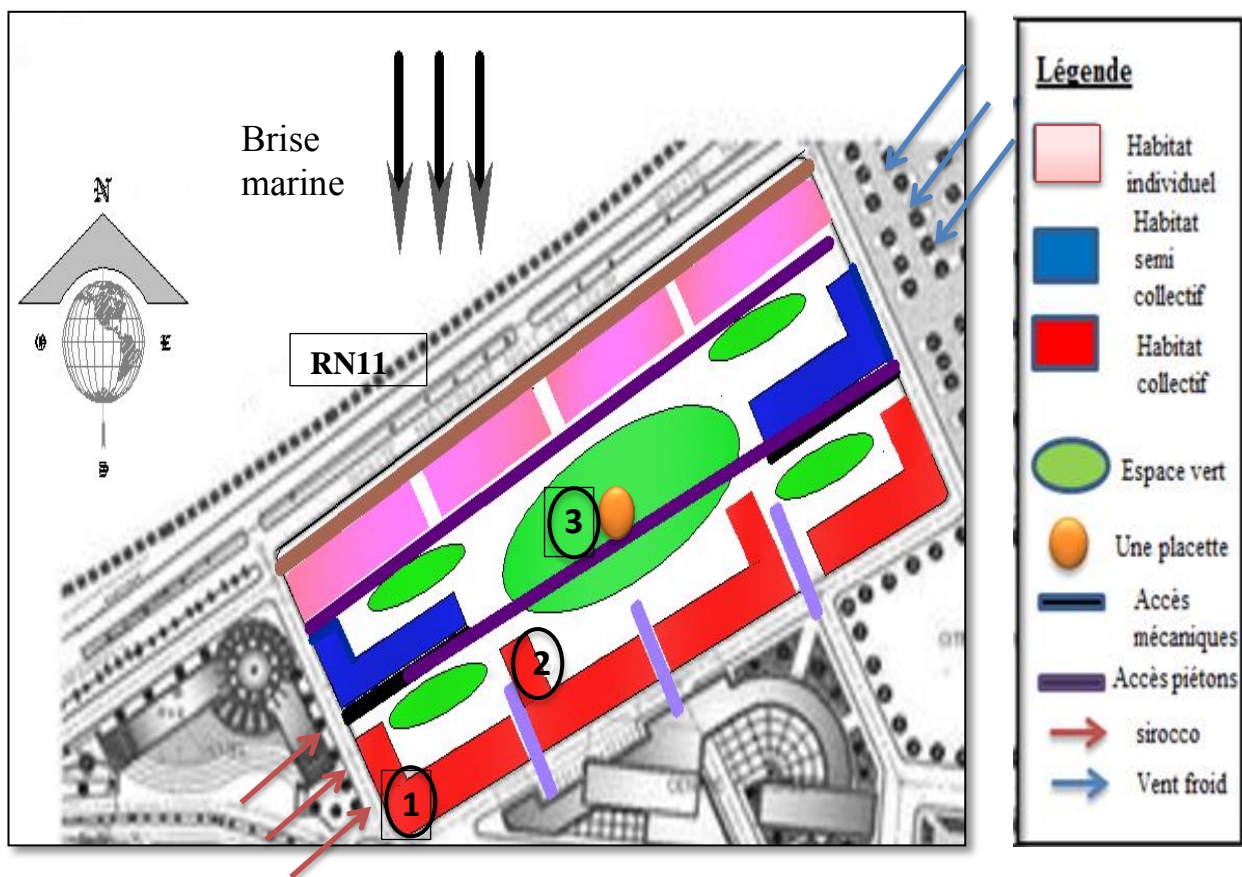 Brise
marine
N
O
E
S
RN11
3
2
1
Légende
Habitat
individuel
Habitat
semi
collectif
Habitat
collectif
Espace vert
Une placette
Accès
mécaniques
Accès piétons
sirocco
Vent froid